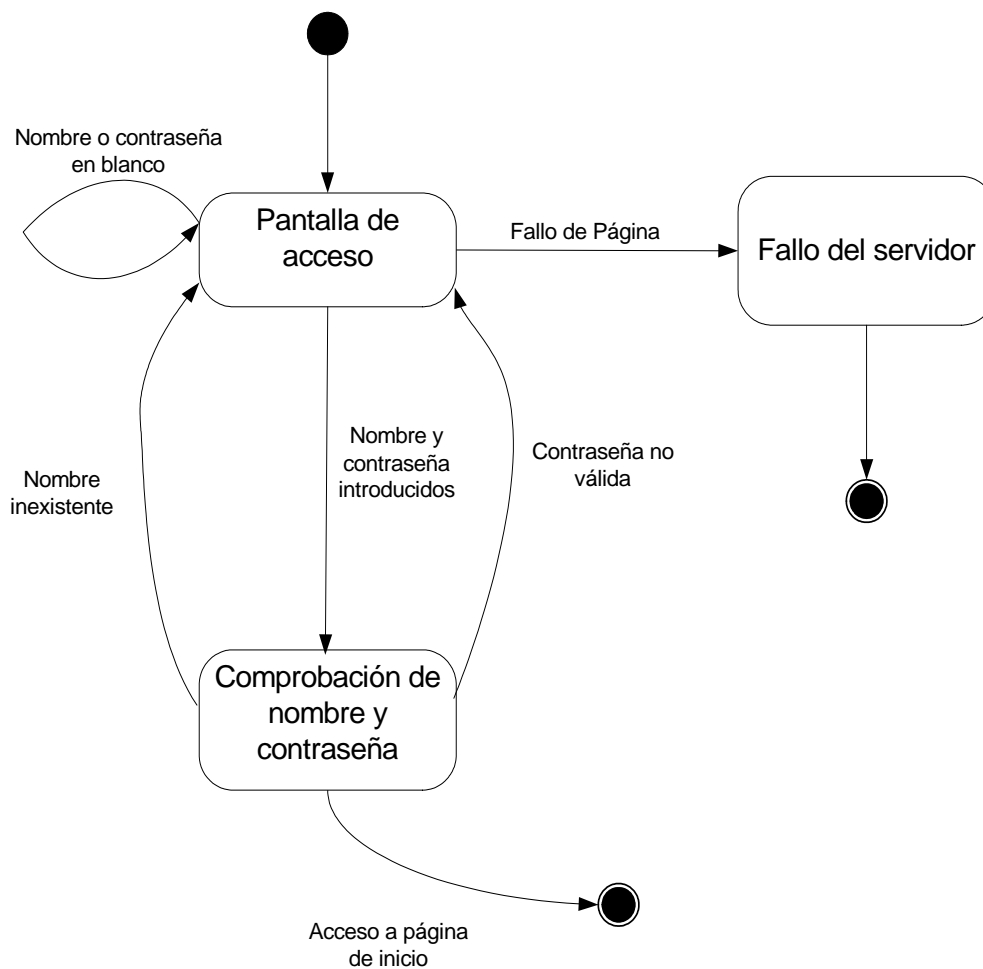 Nombre o contraseña
en blanco
Pantalla de
acceso
Fallo de Página
Fallo del servidor
Nombre
inexistente
Nombre y
contraseña
introducidos
Contraseña no
válida
Comprobación de
nombre y
contraseña
Acceso a página
de inicio